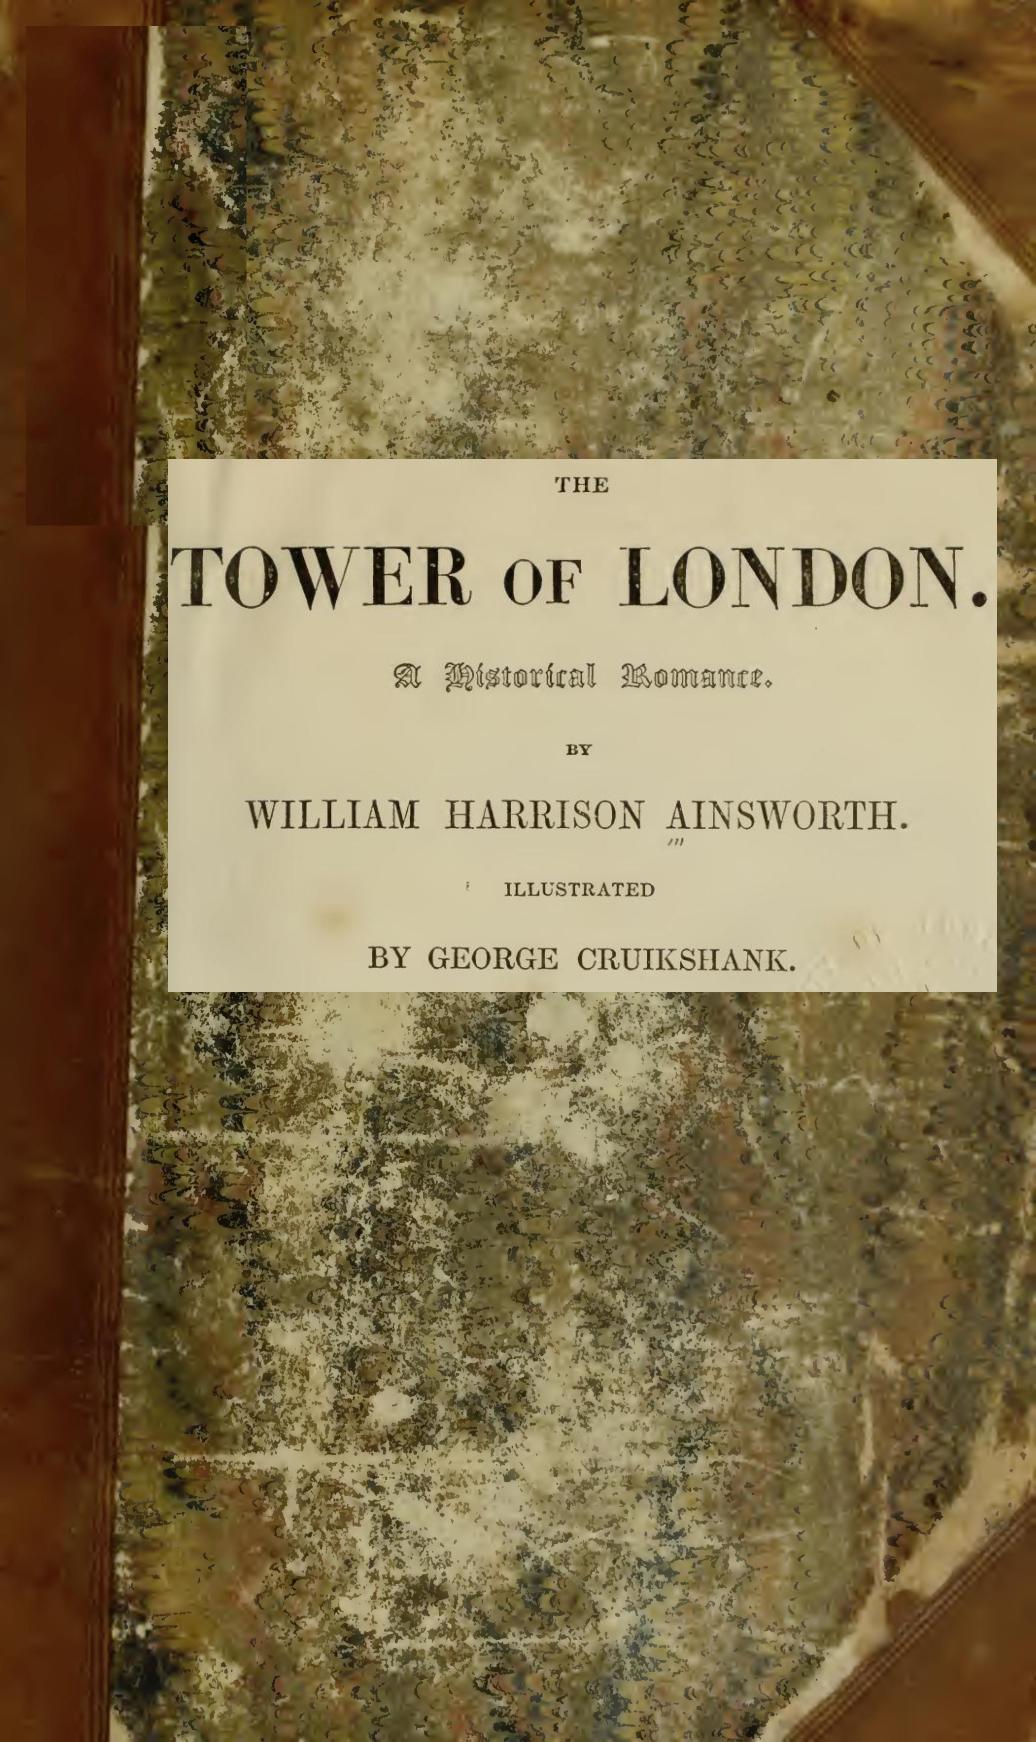 THE
TOWER OF LONDON.
A Historical Romance.
BY
WILLIAM HARRISON AINSWORTH.
ILLUSTRATED
BY GEORGE CRUIKSHANK.